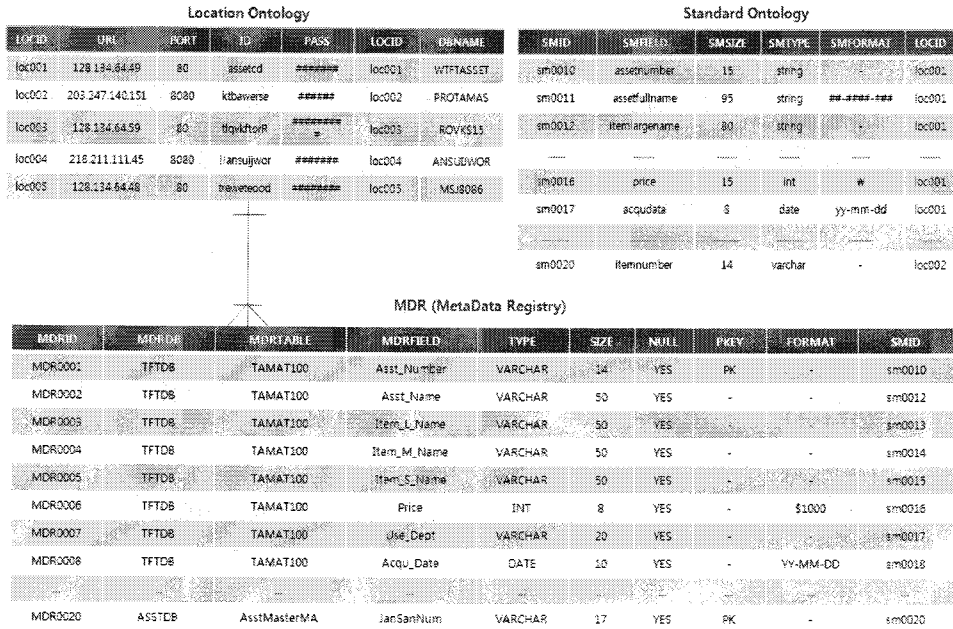 Location Ontology
LOCID URL PORT ID PASS LOCID DBNAME
loc001 128.134.64.49 80 assetcd ####### loc001 WTFTASSET
loc002 203.247.140.151 8080 ktbawerse ###### loc002 PROTAMAS
loc003 128.134.64.59 80 ######## loc003 ROVKS15
#
loc004 218.211.111.45 8080 ####### loc004
loc005 128.134.64.48 80 ######## loc005 MSJ8086
Standard Ontology
SMID SMFIELD SMSIZE SMTYPE SMFORMAT LOCID
sm0010 assetnumber 15 string - loc001
sm0011 assetfullname 95 string ##-####-### loc001
sm0012 itemlargename 80 string - loc001
sm0016 price 15 int # loc001
sm0017 acqudata 8 date yy-mm-dd loc001
sm0020 itemnumber 14 varchar - loc002
MDR (MetaData Registry)
MDRID MDRDB MDRTABLE MDRFIELD TYPE SIZE NULL PKEY FORMAT SMID
MDR0001 TFTDB TAMAT100 Asst_Number VARCHAR 14 YES PK - sm0010
MDR0002 TFTDB TAMAT100 Asst_Name VARCHAR 50 YES - - sm0012
MDR0003 TFTDB TAMAT100 Item_L_Name VARCHAR 50 YES - - sm0013
MDR0004 TFTDB TAMAT100 Item_M_Name VARCHAR 50 YES - - sm0014
MDR0005 TFTDB TAMAT100 Item_S_Name VARCHAR 50 YES - - sm0015
MDR0006 TFTDB TAMAT100 Price INT 8 YES - $1000 sm0016
MDR0007 TFTDB TAMAT100 Use_Dept VARCHAR 20 YES - - sm0017
MDR0008 TFTDB TAMAT100 Acqu_Date DATE 10 YES - YY-MM-DD sm0018
MDR0020 ASSTDB AsstMasterMA JanSanNum VARCHAR 17 YES PK - sm0020